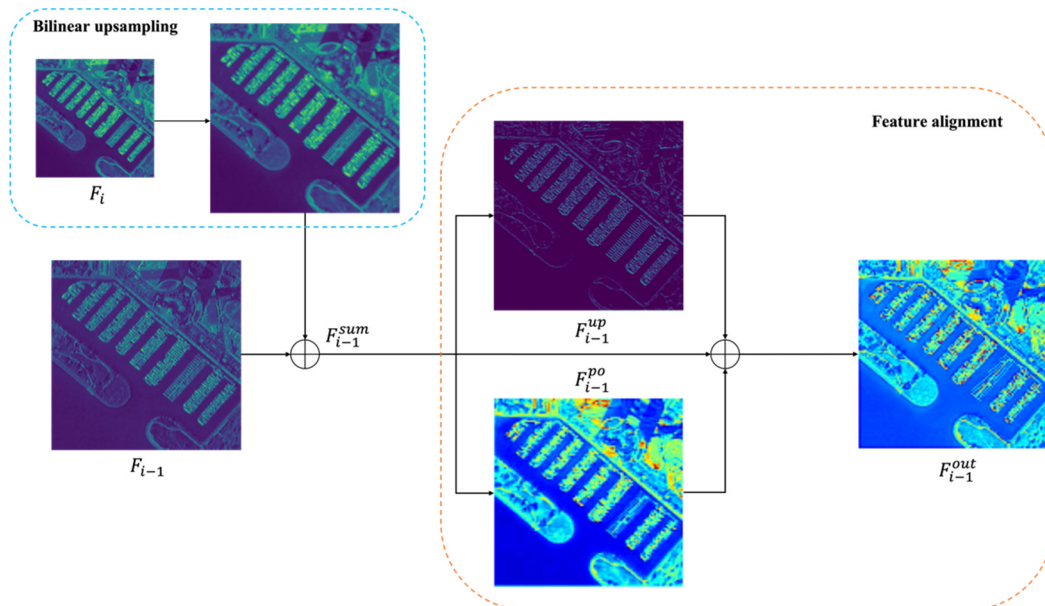 Bilinear upsampling
Feature alignment
F_i
F_{i-1}^{sum}
F_{i-1}^{up}
F_{i-1}^{po}
F_{i-1}
F_{i-1}^{out}